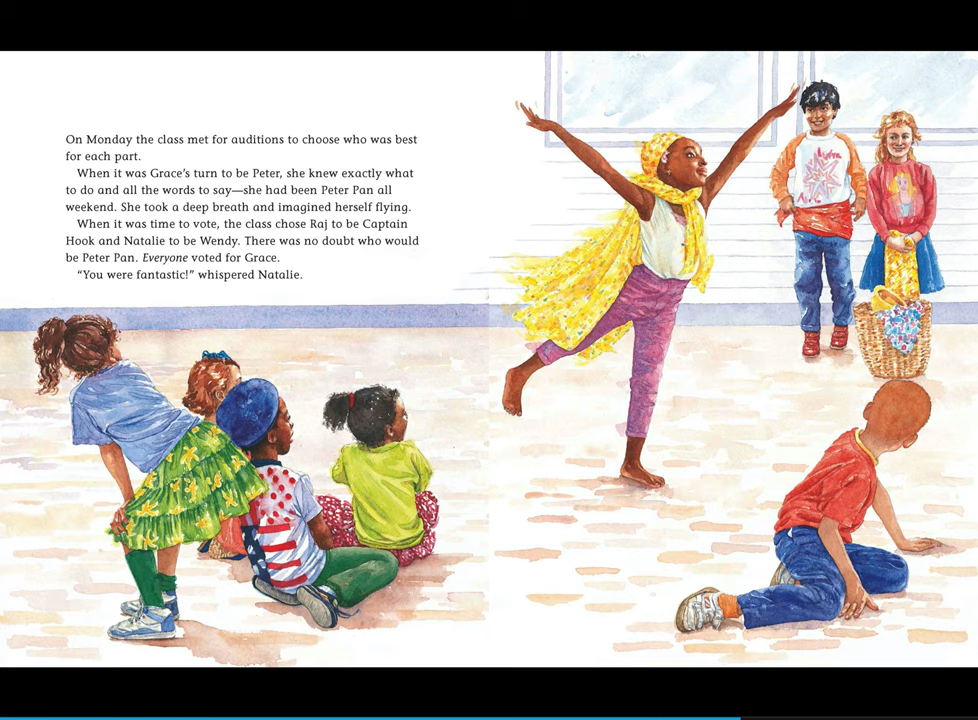 On Monday the class met for auditions to choose who was best
for each part.
When it was Grace's turn to be Peter, she knew exactly what
to do and all the words to say—she had been Peter Pan all
weekend. She took a deep breath and imagined herself flying.
When it was time to vote, the class chose Raj to be Captain
Hook and Natalie to be Wendy. There was no doubt who would
be Peter Pan. Everyone voted for Grace.
"You were fantastic!" whispered Natalie.